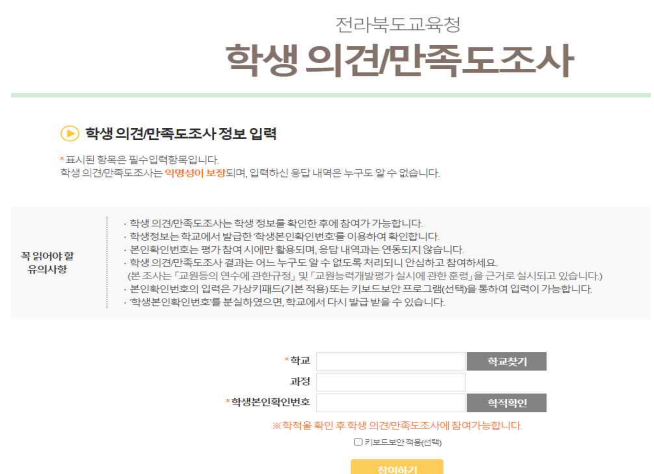 전라북도교육청
학생 의견/만족도조사
학생 의견/만족도조사 정보 입력
*표시된 항목은 필수입력항목입니다.
학생 의견/만족도조사는 익명성이 보장되며, 입력하신 응답 내역은 누구도 알 수 없습니다.
꼭 읽어야 할
유의사항
· 학생 의견/만족도조사는 학생 정보를 확인한 후에 참여가 가능합니다.
· 학생정보는 학교에서 발급한 '학생본인확인번호'를 이용하여 확인합니다.
· 본인확인번호는 평가 참여 시에만 활용되며, 응답 내역과는 연동되지 않습니다.
· 학생 의견/만족도조사 결과는 어느 누구도 알 수 없도록 처리되니 안심하고 참여하세요.
(본 조사는 「교원등의 연수에 관한규정」 및 「교원능력개발평가 실시에 관한 훈령」을 근거로 실시되고 있습니다.)
· 본인확인번호의 입력은 가상키패드(기본 적용) 또는 키보드보안 프로그램(선택)을 통하여 입력이 가능합니다.
· '학생본인확인번호'를 분실하였으면, 학교에서 다시 발급 받을 수 있습니다.
*학교 학교찾기
과정
*학생본인확인번호 학적확인
※학적을 확인 후 학생 의견/만족도조사에 참여가능합니다.
키보드보안 적용(선택)
참여하기